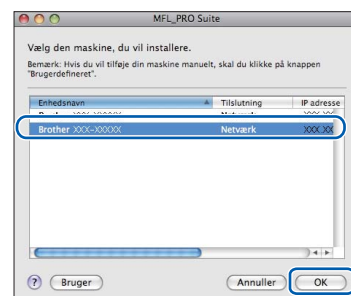 MFL_PRO Suite
Vælg den maskine, du vil installere.
Bemærk: Hvis du vil tilføje din maskine manuelt, skal du klikke på knappen
"Brugerdefineret".
Enhedsnavn Tilslutning IP adresse
Brother XXX-XXXXX Netværk XXX.XX
? Bruger Annuller OK